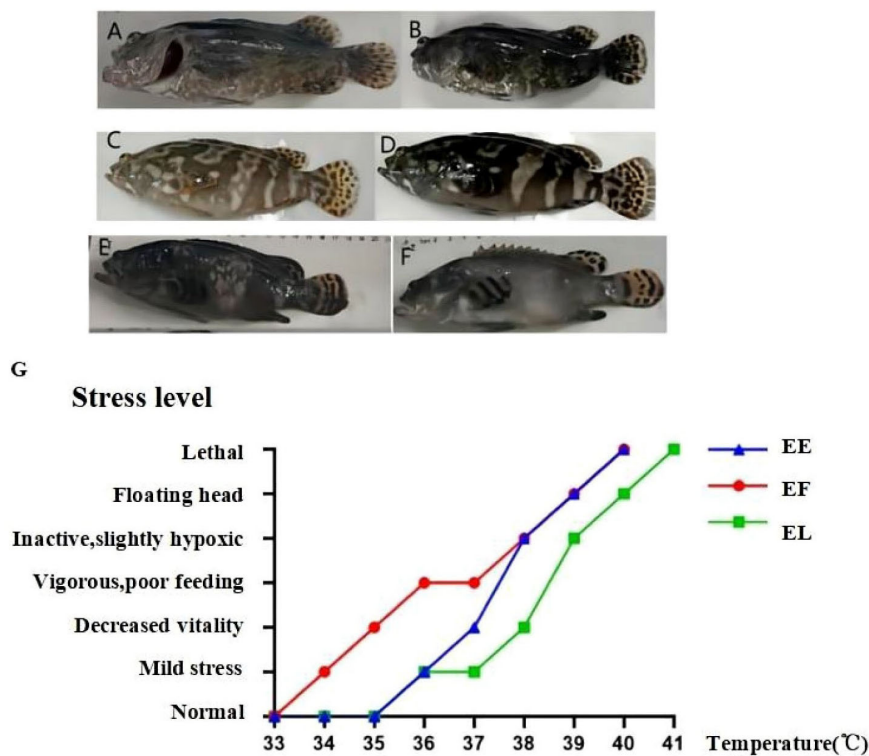 A
B
C
D
E
F
G
Stress level
Lethal
Floating head
Inactive,slightly hypoxic
Vigorous,poor feeding
Decreased vitality
Mild stress
Normal
33 34 35 36 37 38 39 40 41
Temperature(℃)
EE
EF
EL